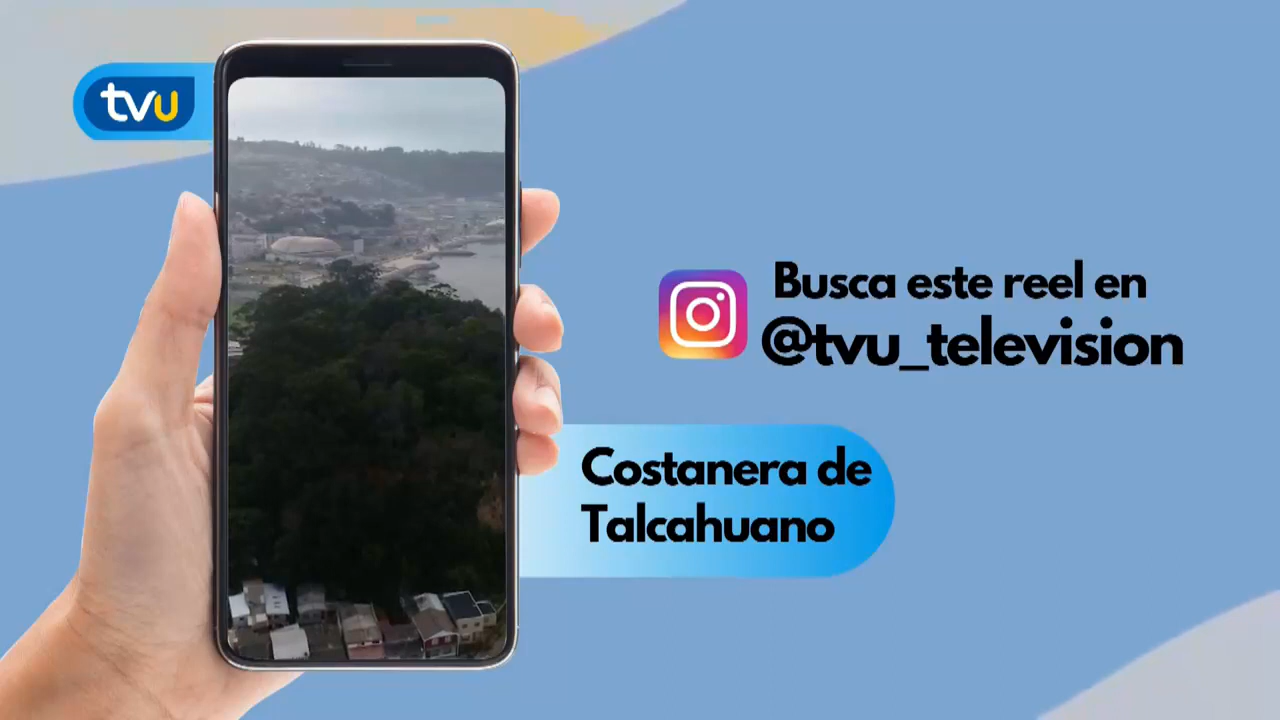 tvu
Busca este reel en
@tvu_television
Costanera de
Talcahuano